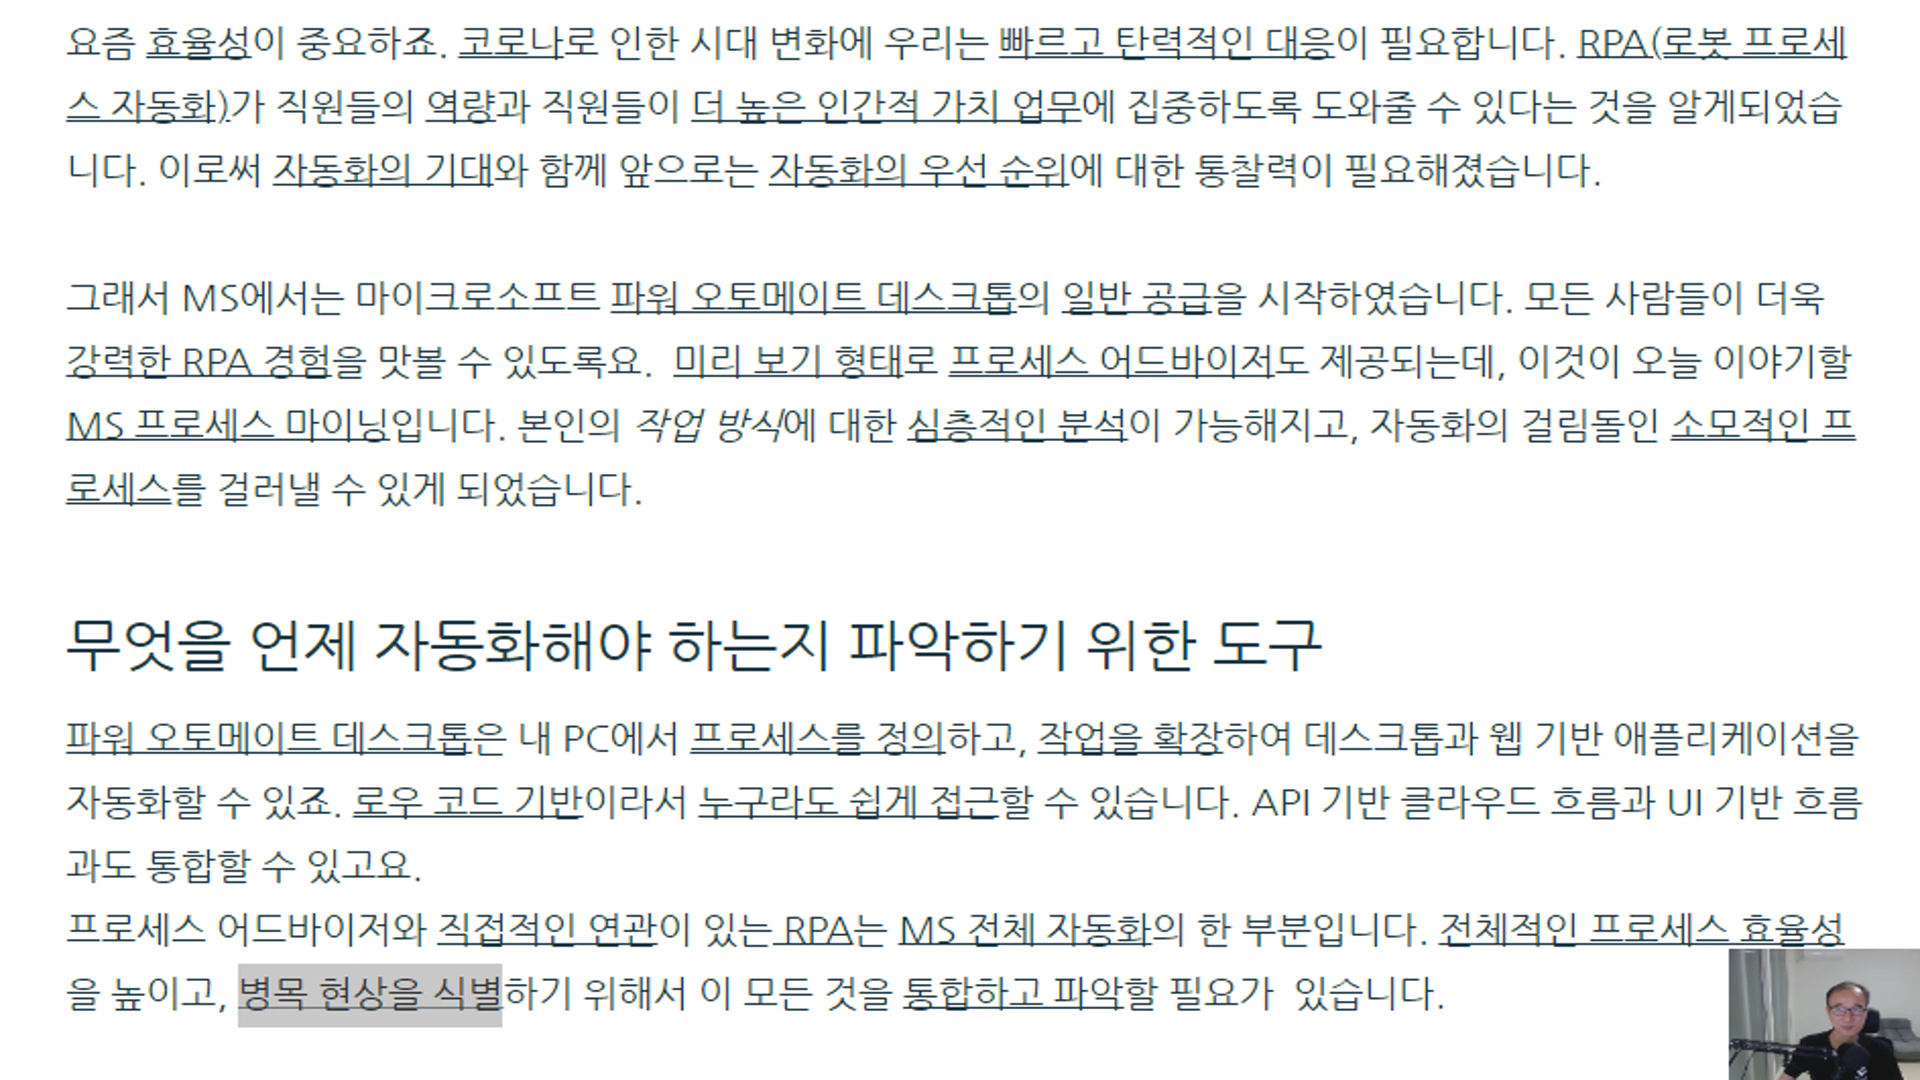 요즘 효율성이 중요하죠. 코로나로 인한 시대 변화에 우리는 빠르고 탄력적인 대응이 필요합니다. RPA(로봇 프로세
스 자동화)가 직원들의 역량과 직원들이 더 높은 인간적 가치 업무에 집중하도록 도와줄 수 있다는 것을 알게되었습
니다. 이로써 자동화의 기대와 함께 앞으로는 자동화의 우선 순위에 대한 통찰력이 필요해졌습니다.
그래서 MS에서는 마이크로소프트 파워 오토메이트 데스크톱의 일반 공급을 시작하였습니다. 모든 사람들이 더욱
강력한 RPA 경험을 맛볼 수 있도록요. 미리 보기 형태로 프로세스 어드바이저도 제공되는데, 이것이 오늘 이야기할
MS 프로세스 마이닝입니다. 본인의 작업 방식에 대한 심층적인 분석이 가능해지고, 자동화의 걸림돌인 소모적인 프
로세스를 걸러낼 수 있게 되었습니다.
무엇을 언제 자동화해야 하는지 파악하기 위한 도구
파워 오토메이트 데스크톱은 내 PC에서 프로세스를 정의하고, 작업을 확장하여 데스크톱과 웹 기반 애플리케이션을
자동화할 수 있죠. 로우 코드 기반이라서 누구라도 쉽게 접근할 수 있습니다. API 기반 클라우드 흐름과 UI 기반 흐름
과도 통합할 수 있고요.
프로세스 어드바이저와 직접적인 연관이 있는 RPA는 MS 전체 자동화의 한 부분입니다. 전체적인 프로세스 효율성
을 높이고, 병목 현상을 식별하기 위해서 이 모든 것을 통합하고 파악할 필요가 있습니다.